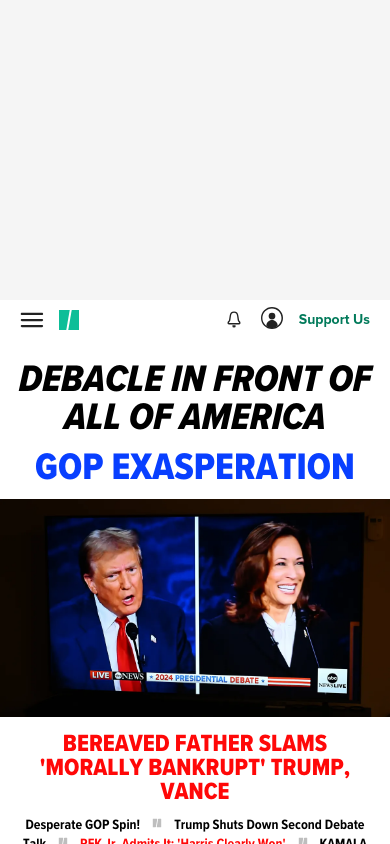 Support Us
DEBACLE IN FRONT OF
ALL OF AMERICA
GOP EXASPERATION
LIVE abc NEWS ★ 2024 PRESIDENTIAL DEBATE ★
abc
NEWS LIVE
BEREAVED FATHER SLAMS
'MORALLY BANKRUPT' TRUMP,
VANCE
Desperate GOP Spin! Trump Shuts Down Second Debate
Talk RFK Jr. Admits It: 'Harris Clearly Won' KAMALA